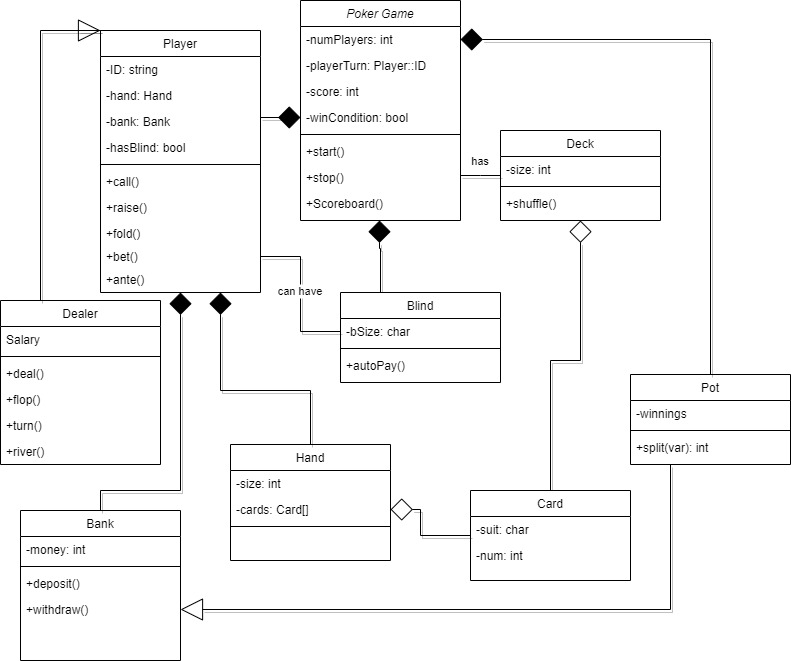 Poker Game
-numPlayers: int
-playerTurn: Player::ID
-score: int
-winCondition: bool
+start()
+stop()
+Scoreboard()
Player
-ID: string
-hand: Hand
-bank: Bank
-hasBlind: bool
+call()
+raise()
+fold()
+bet()
+ante()
has
Deck
-size: int
+shuffle()
can have
Blind
-bSize: char
+autoPay()
Dealer
Salary
+deal()
+flop()
+turn()
+river()
Pot
-winnings
+split(var): int
Hand
-size: int
-cards: Card[]
Card
-suit: char
-num: int
Bank
-money: int
+deposit()
+withdraw()